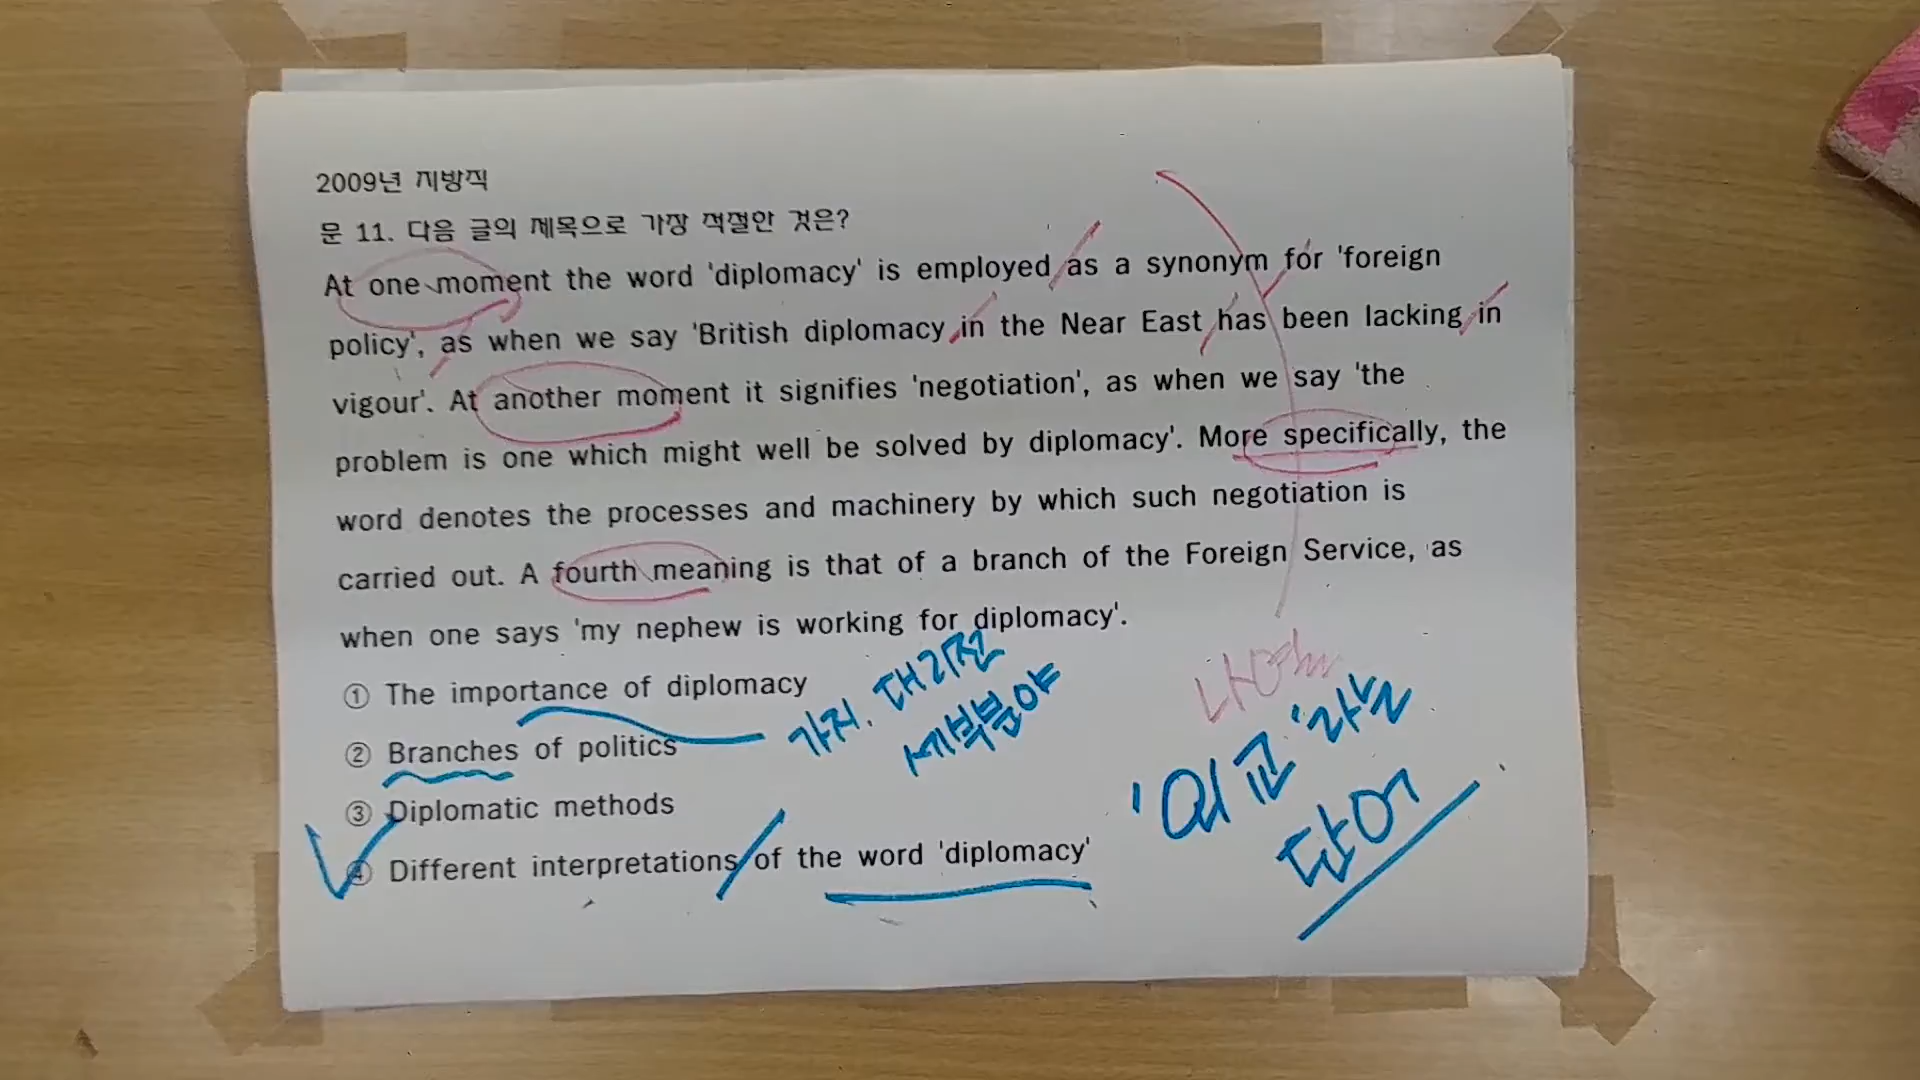 2009년 지방직
문 11. 다음 글의 제목으로 가장 적절한 것은?
At one moment the word 'diplomacy' is employed as a synonym for 'foreign
policy', as when we say 'British diplomacy in the Near East has been lacking in
vigour'. At another moment it signifies 'negotiation', as when we say 'the
problem is one which might well be solved by diplomacy'. More specifically, the
word denotes the processes and machinery by which such negotiation is
carried out. A fourth meaning is that of a branch of the Foreign Service, as
when one says 'my nephew is working for diplomacy'.
① The importance of diplomacy
② Branches of politics
③ Diplomatic methods
④ Different interpretations of the word 'diplomacy'
세부분야
'외교'라는
단어